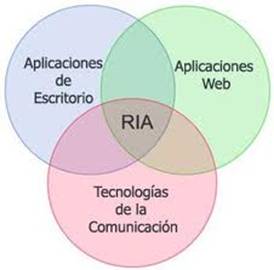 Aplicaciones
de
Escritorio
Aplicaciones
Web
RIA
Tecnologías
de la
Comunicación